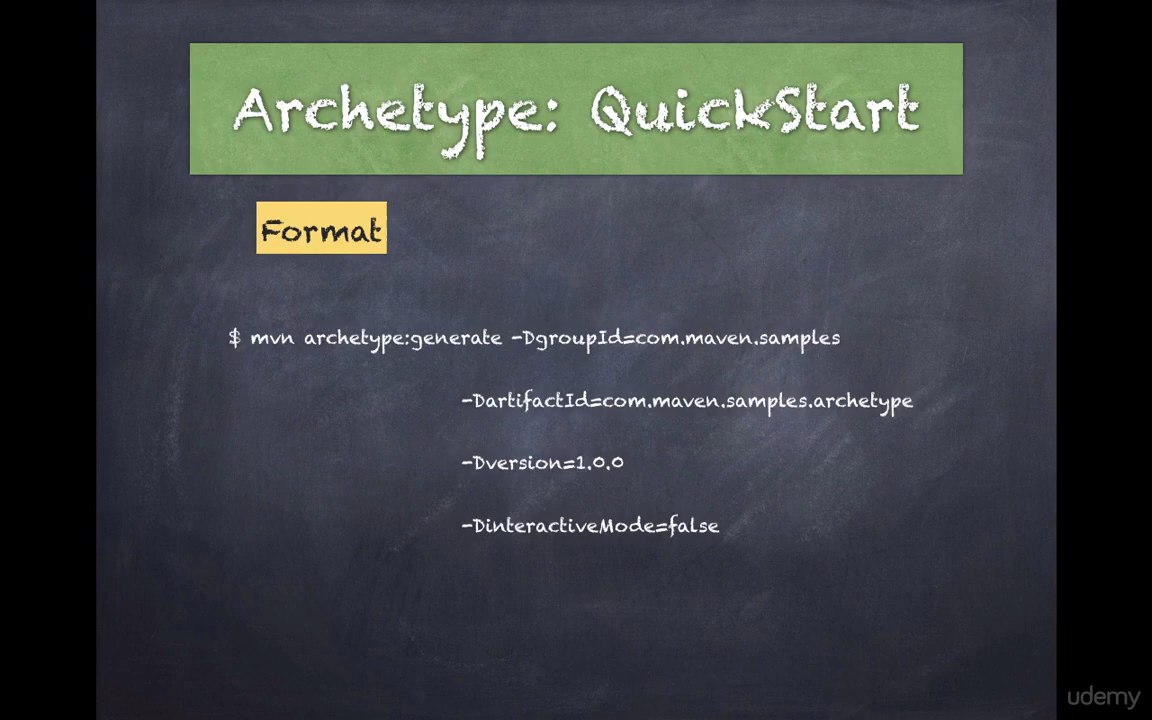 Archetype: QuickStart
Format
$ mvn archetype:generate -DgroupId=com.maven.samples
-DartifactId=com.maven.samples.archetype
-Dversion=1.0.0
-DinteractiveMode=false
udemy